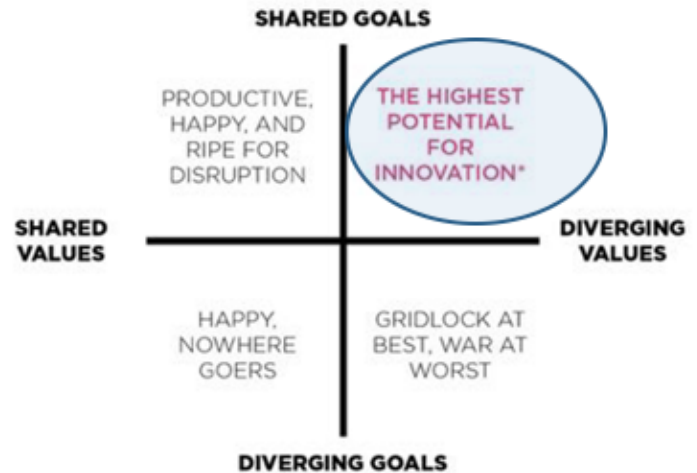 SHARED GOALS
PRODUCTIVE,
HAPPY, AND
RIPE FOR
DISRUPTION
THE HIGHEST
POTENTIAL
FOR
INNOVATION*
SHARED
VALUES
DIVERGING
VALUES
HAPPY,
NOWHERE
GOERS
GRIDLOCK AT
BEST, WAR AT
WORST
DIVERGING GOALS